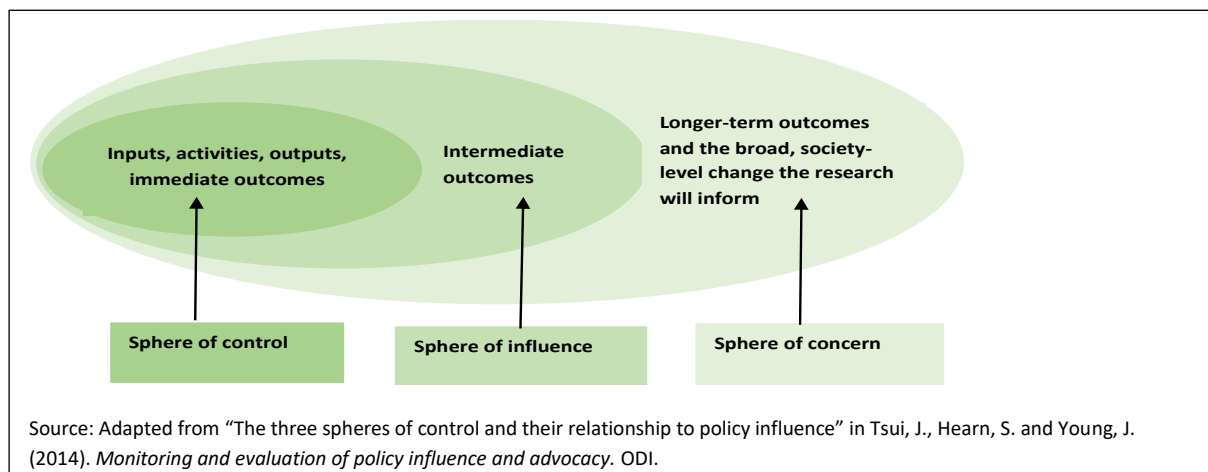 Inputs, activities, outputs,
immediate outcomes
Intermediate
outcomes
Longer-term outcomes
and the broad, society-
level change the research
will inform
Sphere of control
Sphere of influence
Sphere of concern
Source: Adapted from “The three spheres of control and their relationship to policy influence” in Tsui, J., Hearn, S. and Young, J.
(2014). Monitoring and evaluation of policy influence and advocacy. ODI.